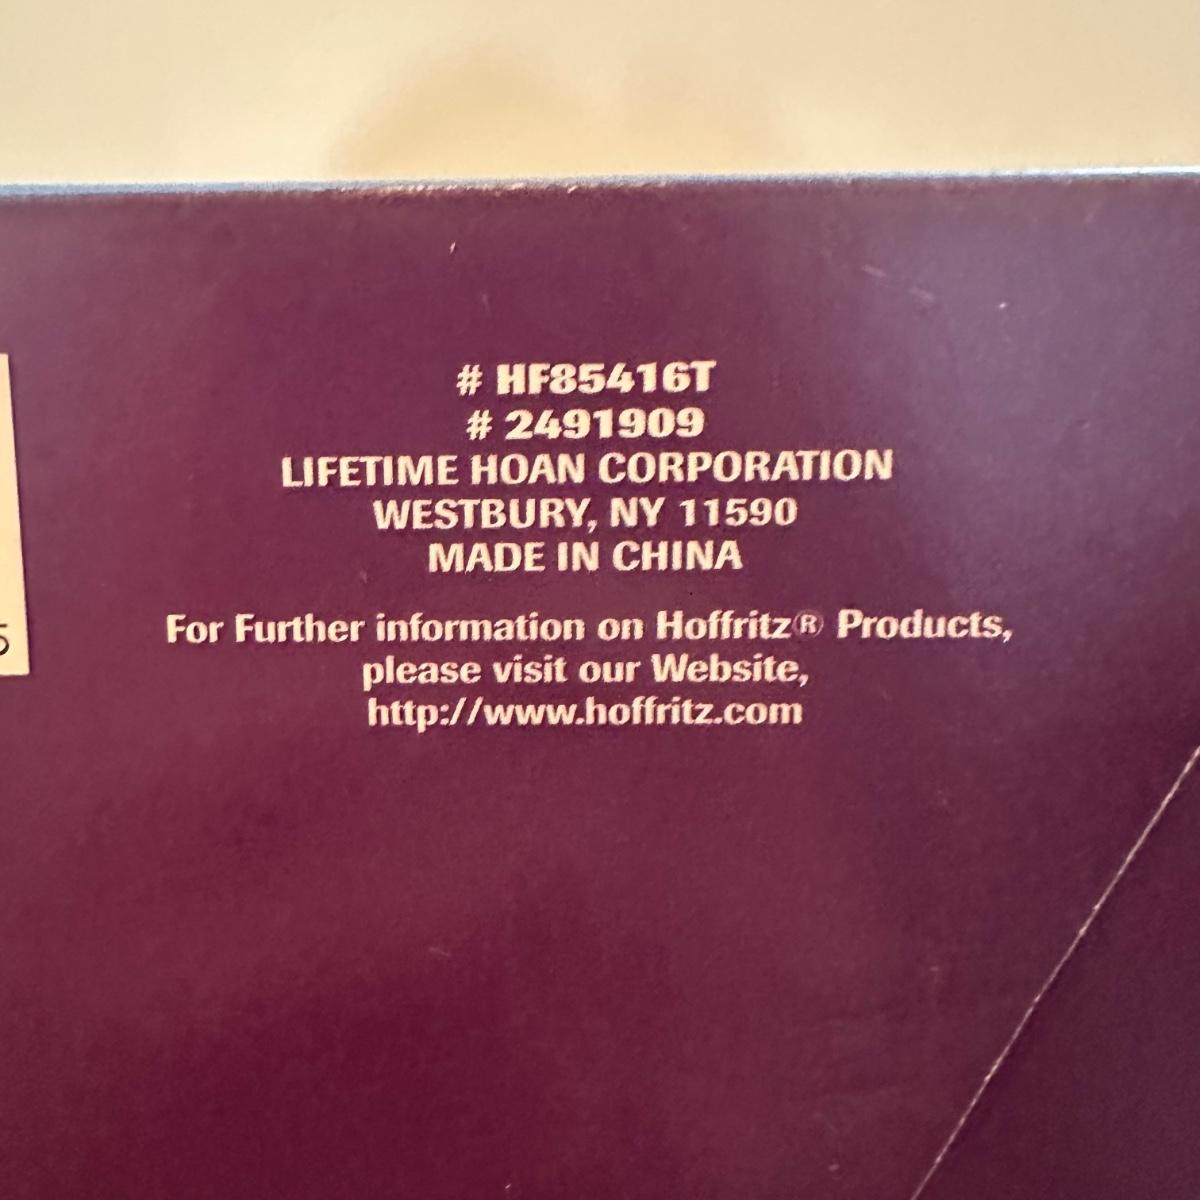 # HF85416T
# 2491909
LIFETIME HOAN CORPORATION
WESTBURY, NY 11590
MADE IN CHINA
For Further information on Hoffritz® Products,
please visit our Website,
http://www.hoffritz.com
5